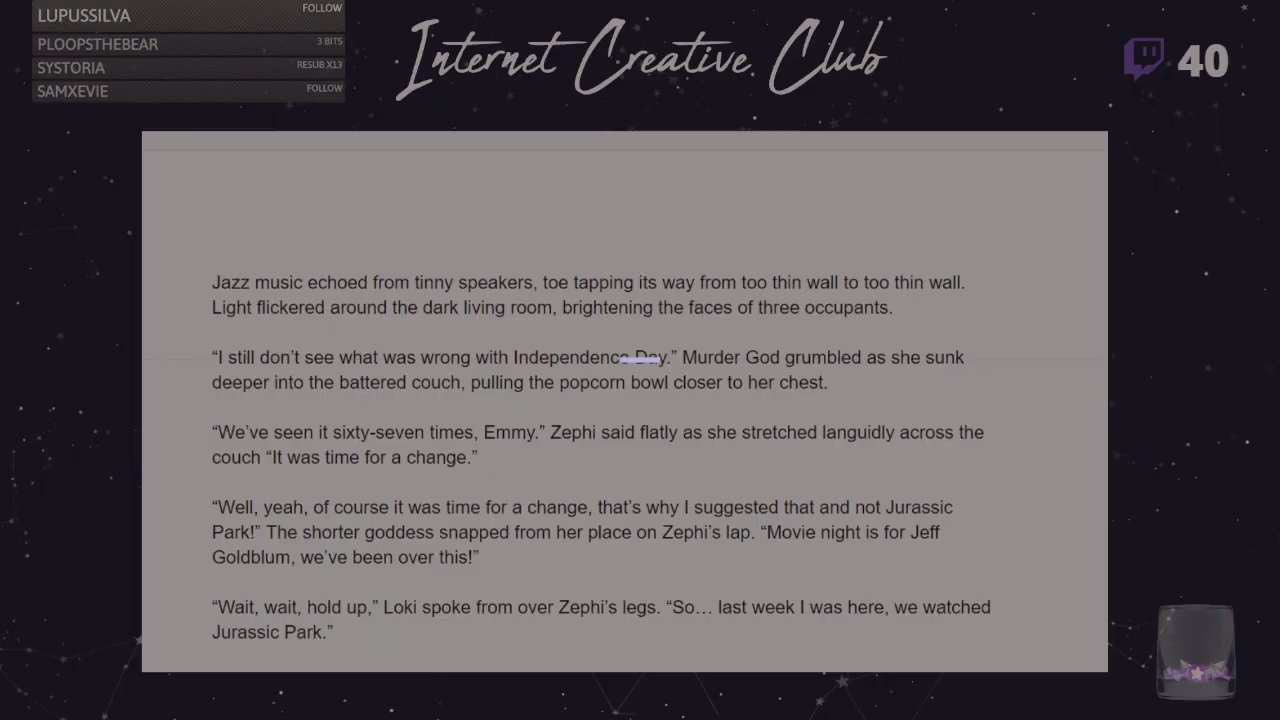 LUPUSSILVA FOLLOW
PLOOPSTHEBEAR 3 BITS
SYSTORIA RESUB X13
SAMXEVIE FOLLOW
Internet Creative Club
40
Jazz music echoed from tinny speakers, toe tapping its way from too thin wall to too thin wall.
Light flickered around the dark living room, brightening the faces of three occupants.
“I still don’t see what was wrong with Independence Day.” Murder God grumbled as she sunk
deeper into the battered couch, pulling the popcorn bowl closer to her chest.
“We’ve seen it sixty-seven times, Emmy.” Zephi said flatly as she stretched languidly across the
couch “It was time for a change.”
“Well, yeah, of course it was time for a change, that’s why I suggested that and not Jurassic
Park!” The shorter goddess snapped from her place on Zephi’s lap. “Movie night is for Jeff
Goldblum, we’ve been over this!”
“Wait, wait, hold up,” Loki spoke from over Zephi’s legs. “So… last week I was here, we watched
Jurassic Park.”